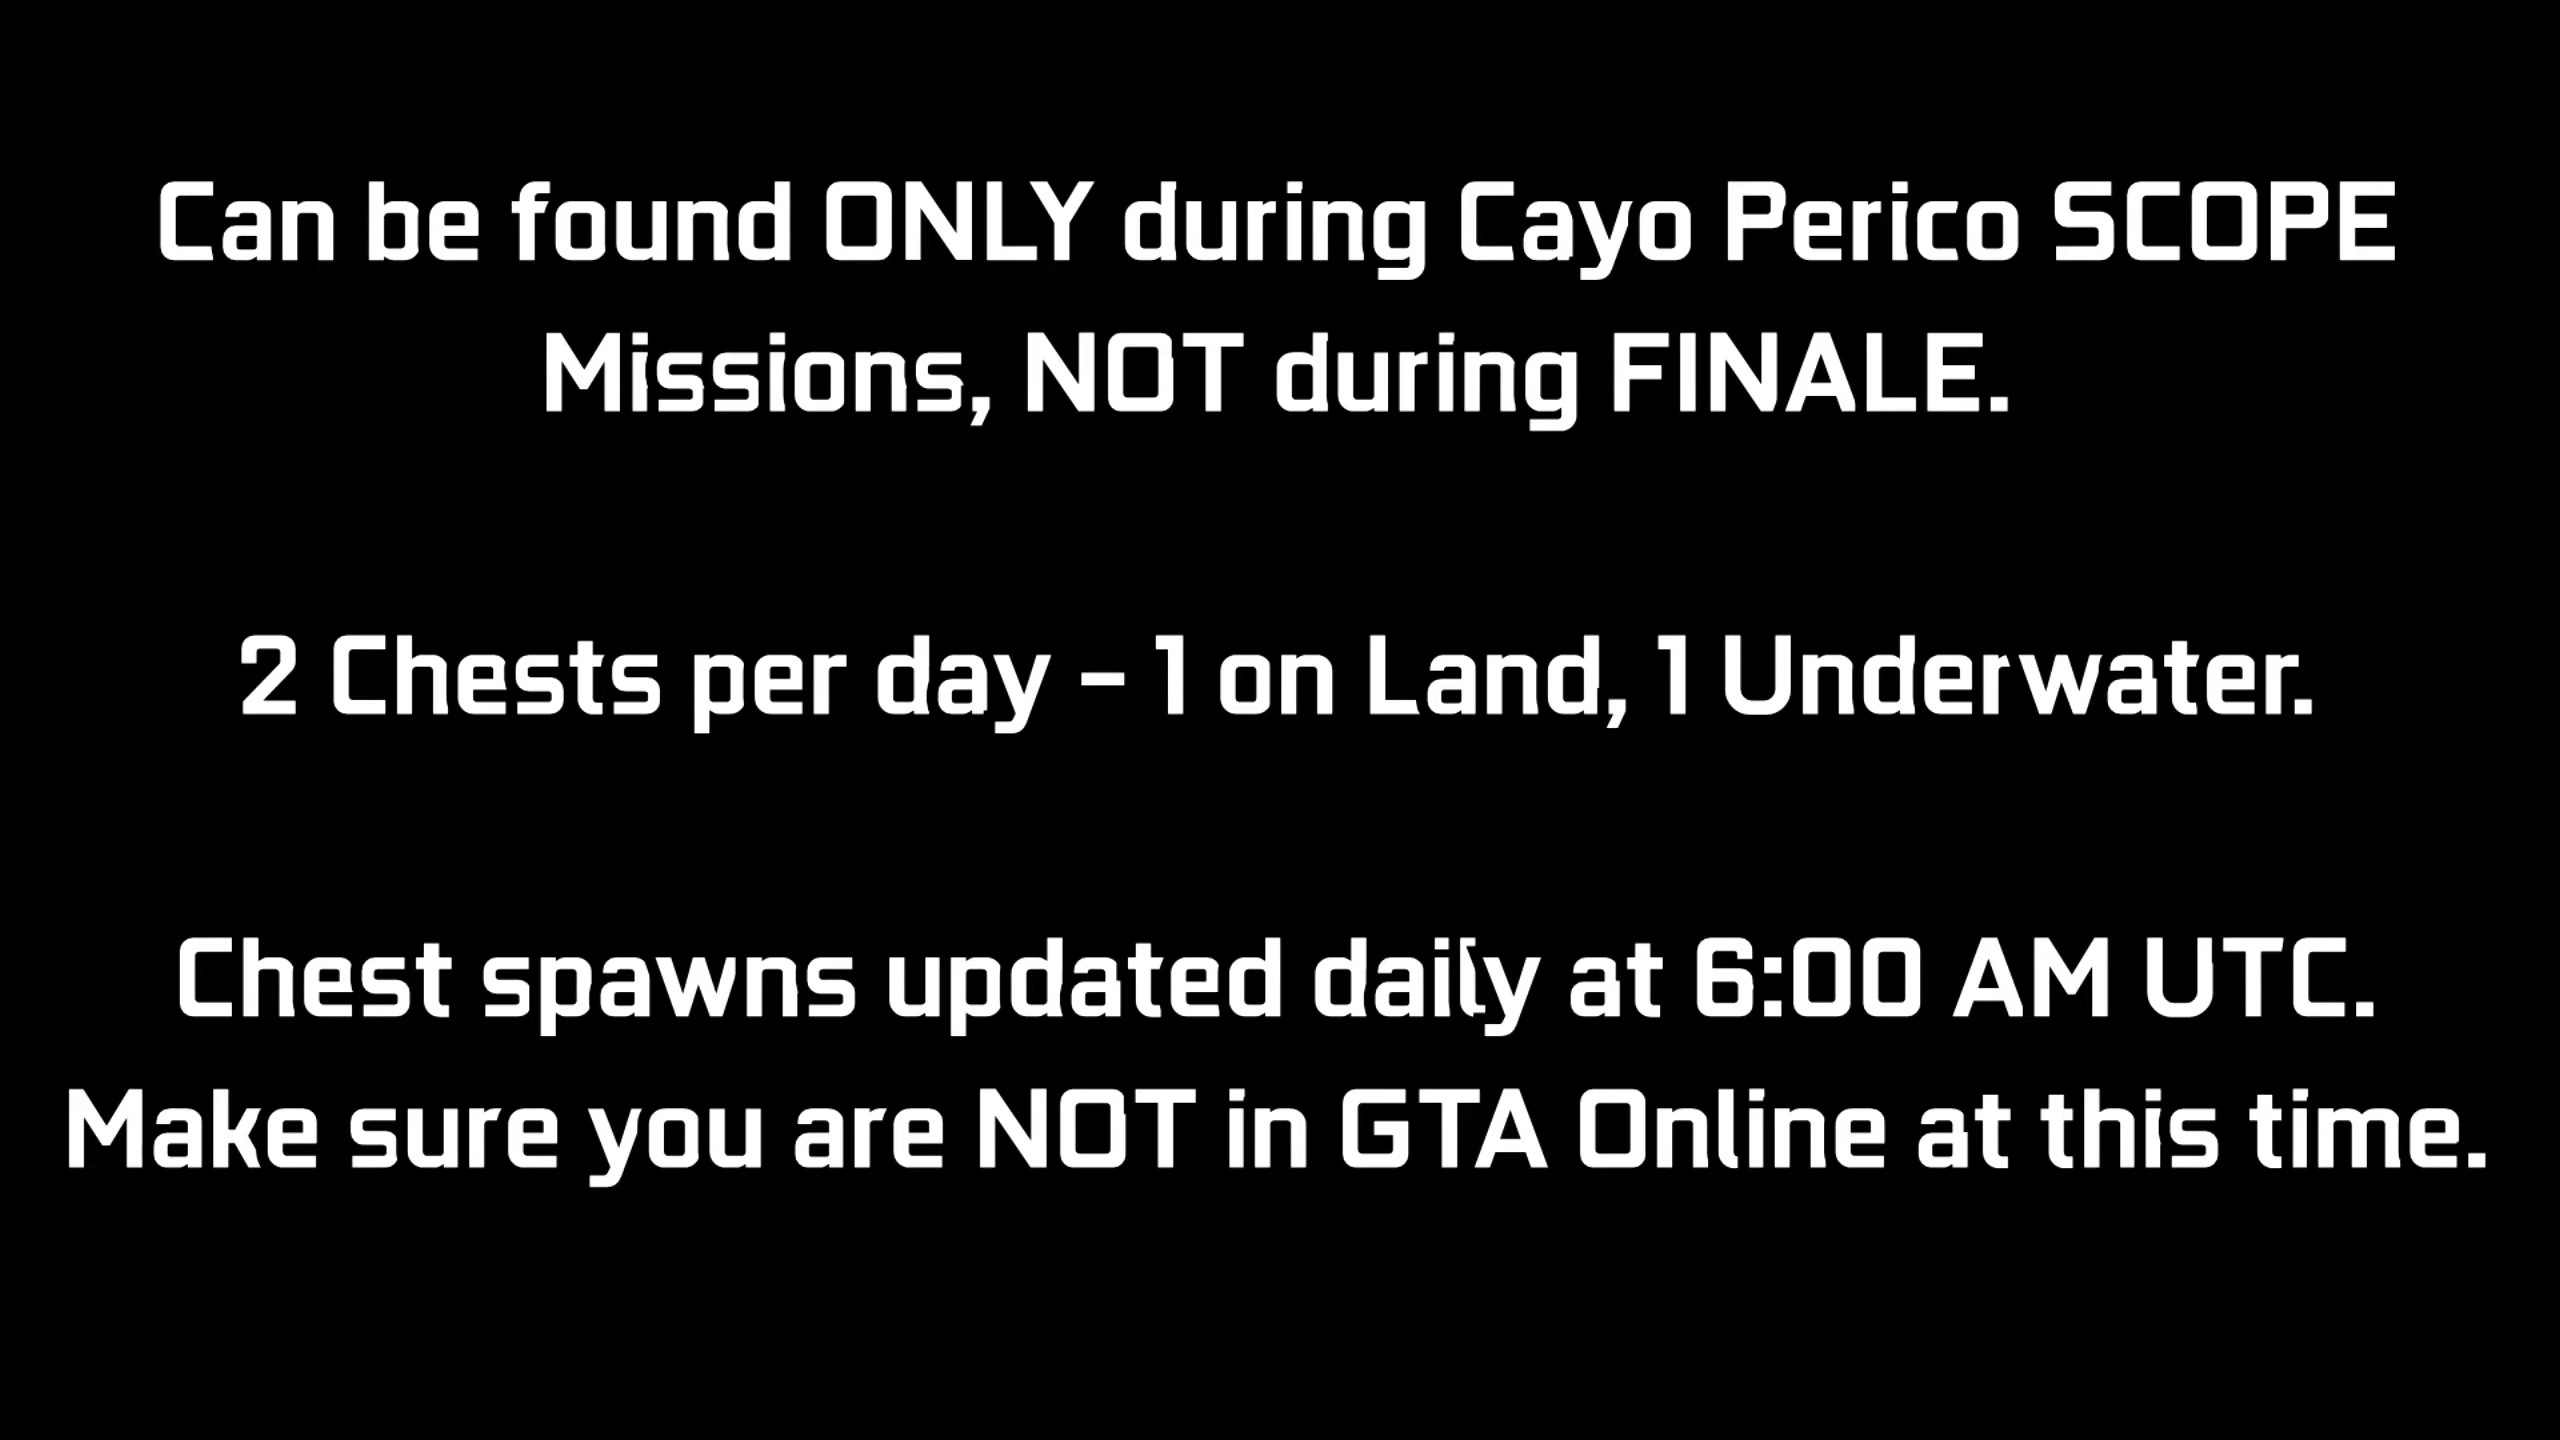 Can be found ONLY during Cayo Perico SCOPE
Missions, NOT during FINALE.
2 Chests per day - 1 on Land, 1 Underwater.
Chest spawns updated daily at 6:00 AM UTC.
Make sure you are NOT in GTA Online at this time.